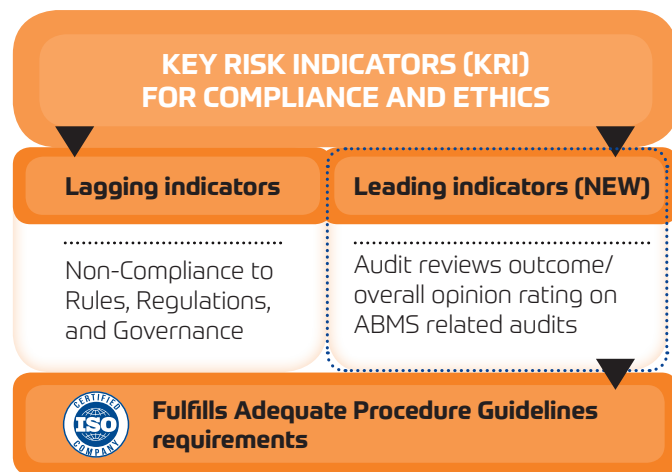 KEY RISK INDICATORS (KRI)
FOR COMPLIANCE AND ETHICS
Lagging indicators
Leading indicators (NEW)
Non-Compliance to
Rules, Regulations,
and Governance
Audit reviews outcome/
overall opinion rating on
ABMS related audits
CERTIFIED
ISO
COMPANY
Fulfills Adequate Procedure Guidelines
requirements